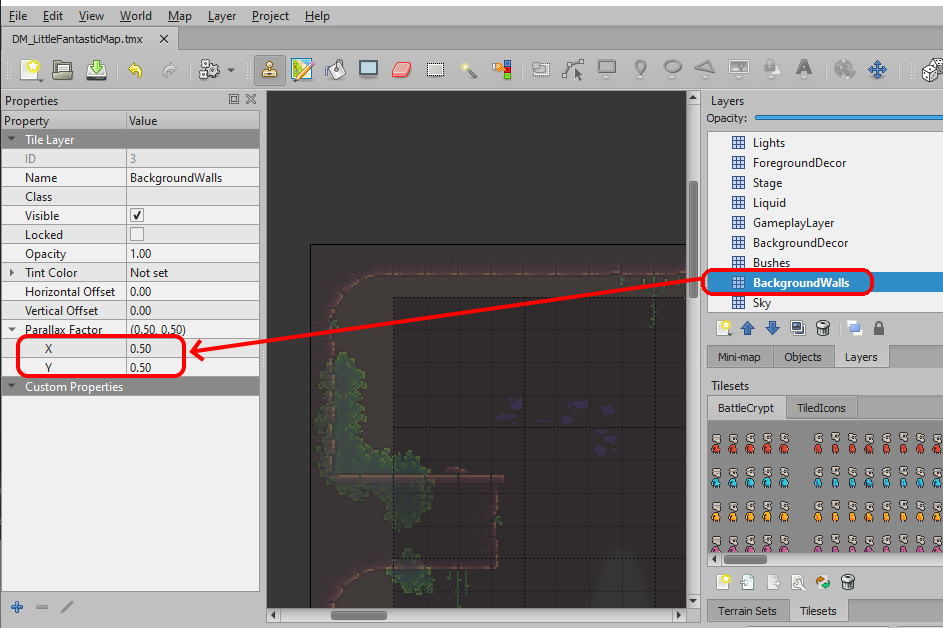 File Edit View World Map Layer Project Help
DM_LittleFantasticMap.tmx
Properties
Property Value
Tile Layer
ID 3
Name BackgroundWalls
Class
Visible
Locked
Opacity 1.00
Tint Color Not set
Horizontal Offset 0.00
Vertical Offset 0.00
Parallax Factor (0.50, 0.50)
X 0.50
Y 0.50
Custom Properties
Layers
Opacity:
Lights
ForegroundDecor
Stage
Liquid
GameplayLayer
BackgroundDecor
Bushes
BackgroundWalls
Sky
Mini-map Objects Layers
Tilesets
BattleCrypt TiledIcons
Terrain Sets Tilesets